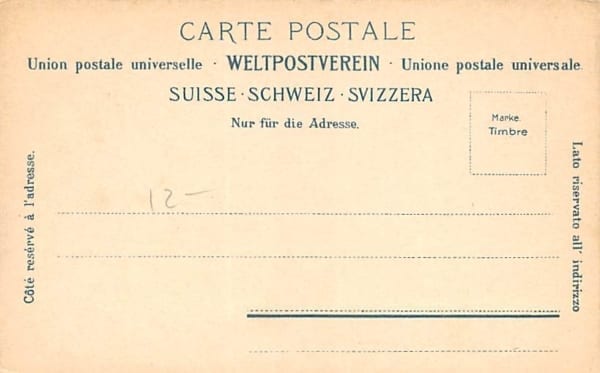 CARTE POSTALE
Union postale universelle · WELTPOSTVEREIN · Unione postale universale
SUISSE · SCHWEIZ · SVIZZERA
Nur für die Adresse.
Marke.
Timbre
Côté resérvé à l'adresse.
Lato riservato all' indirizzo
12-